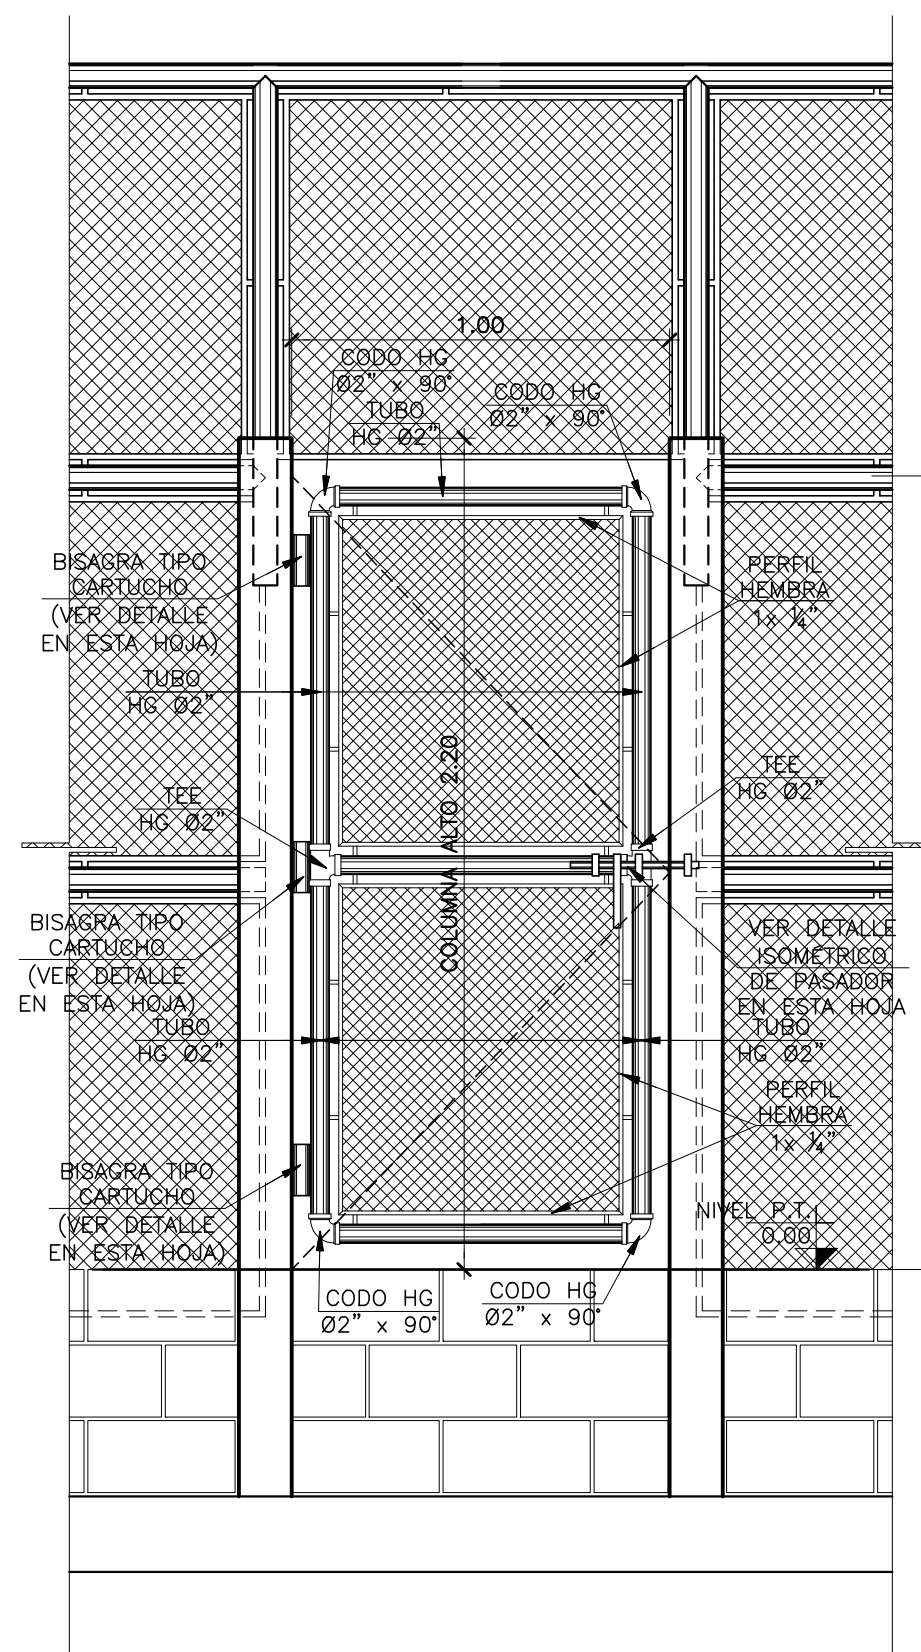 1.00
CODO HG
Ø2" x 90°
CODO HG
Ø2" x 90°
TUBO
HG Ø2"
BISAGRA TIPO
CARTUCHO
(VER DETALLE
EN ESTA HOJA)
PERFIL
HEMBRA
1x ¼"
TUBO
HG Ø2"
COLUMNA ALTO 2.20
TEE
HG Ø2"
TEE
HG Ø2"
BISAGRA TIPO
CARTUCHO
(VER DETALLE
EN ESTA HOJA)
VER DETALLE
ISOMÉTRICO
DE PASADOR
EN ESTA HOJA
TUBO
HG Ø2"
TUBO
HG Ø2"
PERFIL
HEMBRA
1x ¼"
BISAGRA TIPO
CARTUCHO
(VER DETALLE
EN ESTA HOJA)
NIVEL P.T.
0.00
CODO HG
Ø2" x 90°
CODO HG
Ø2" x 90°